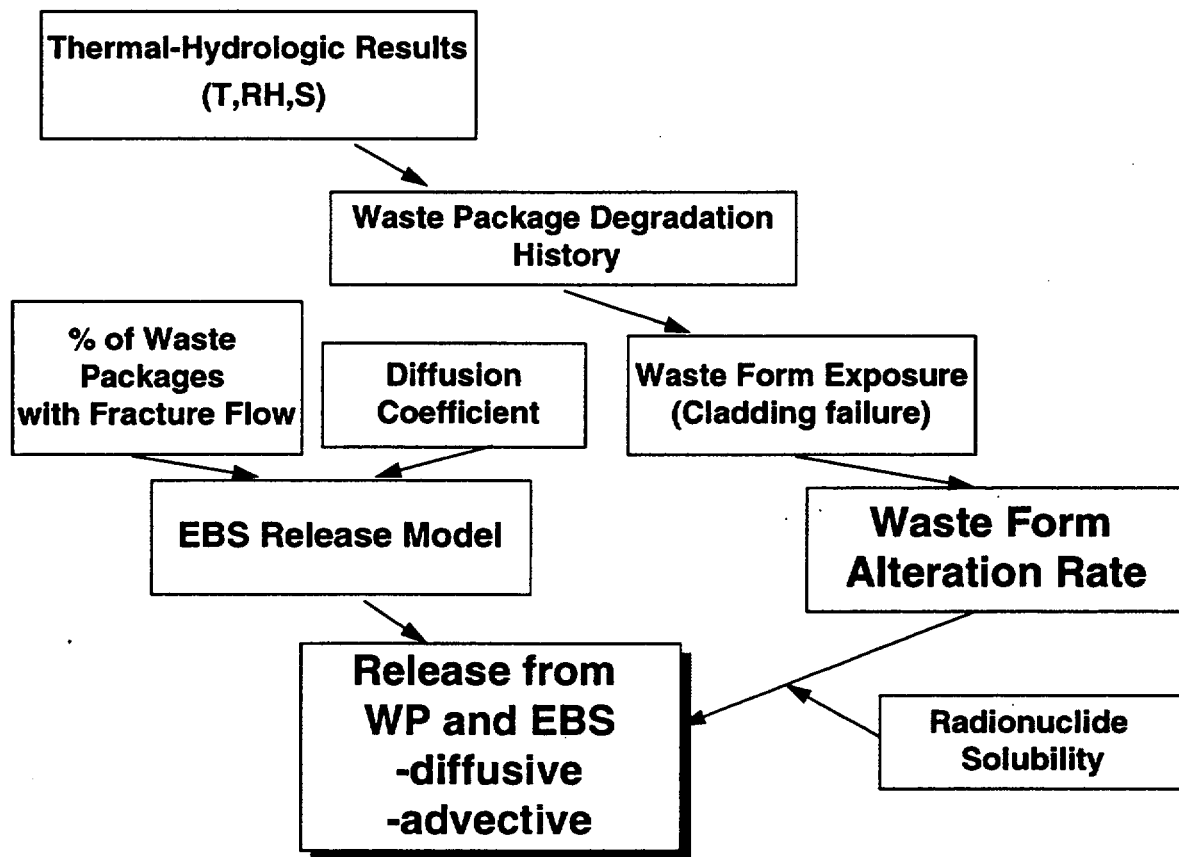 Thermal-Hydrologic Results
(T,RH,S)
Waste Package Degradation
History
% of Waste
Packages
with Fracture Flow
Diffusion
Coefficient
Waste Form Exposure
(Cladding failure)
EBS Release Model
Waste Form
Alteration Rate
Release from
WP and EBS
-diffusive
-advective
Radionuclide
Solubility